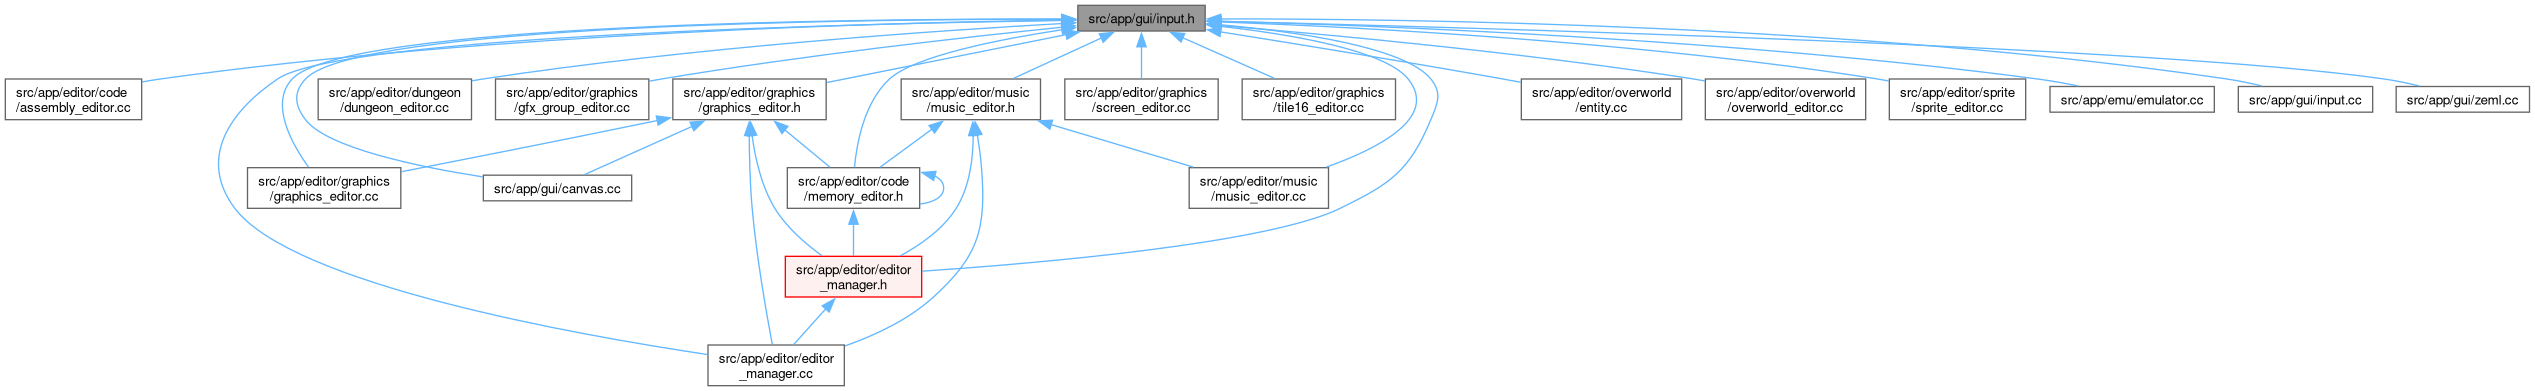 src/app/gui/input.h
src/app/editor/code
/assembly_editor.cc
src/app/editor/dungeon
/dungeon_editor.cc
src/app/editor/graphics
/gfx_group_editor.cc
src/app/editor/graphics
/graphics_editor.h
src/app/editor/music
/music_editor.h
src/app/editor/graphics
/screen_editor.cc
src/app/editor/graphics
/tile16_editor.cc
src/app/editor/overworld
/entity.cc
src/app/editor/overworld
/overworld_editor.cc
src/app/editor/sprite
/sprite_editor.cc
src/app/emu/emulator.cc
src/app/gui/input.cc
src/app/gui/zeml.cc
src/app/editor/graphics
/graphics_editor.cc
src/app/gui/canvas.cc
src/app/editor/code
/memory_editor.h
src/app/editor/music
/music_editor.cc
src/app/editor/editor
_manager.h
src/app/editor/editor
_manager.cc